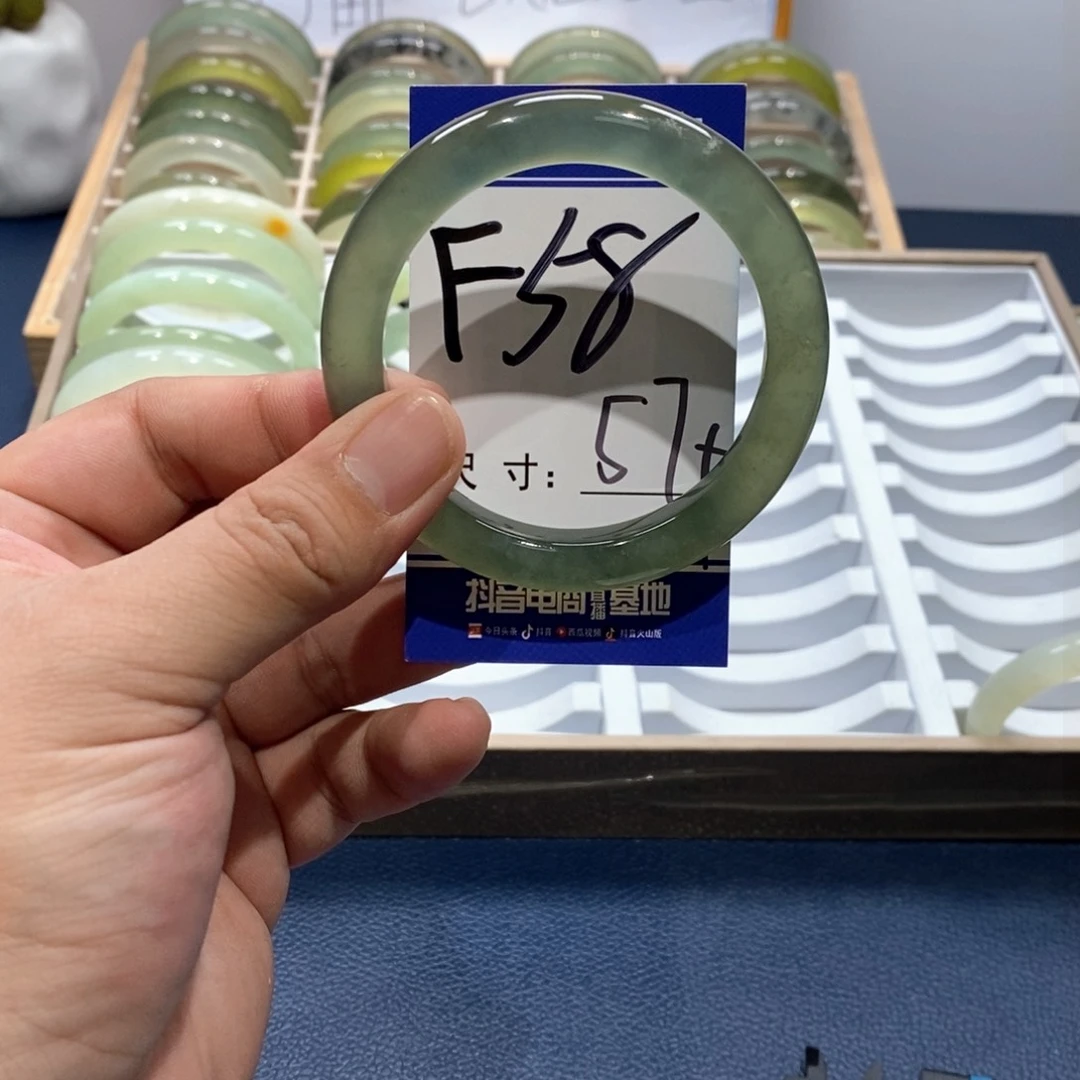 F58
尺寸: 57+
抖音电商直播基地
今日头条 抖音 西瓜视频 抖音火山版